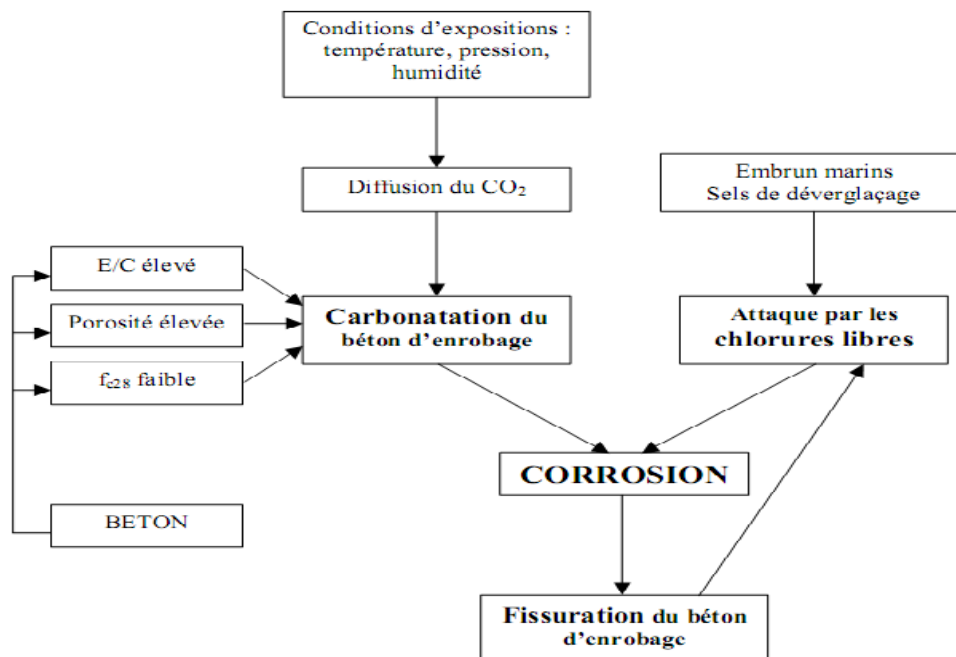 Conditions d'expositions :
température, pression,
humidité
Diffusion du CO₂
Embrun marins
Sels de déverglaçage
E/C élevé
Porosité élevée
fc28 faible
Carbonatation du
béton d'enrobage
Attaque par les
chlorures libres
CORROSION
BETON
Fissuration du béton
d'enrobage